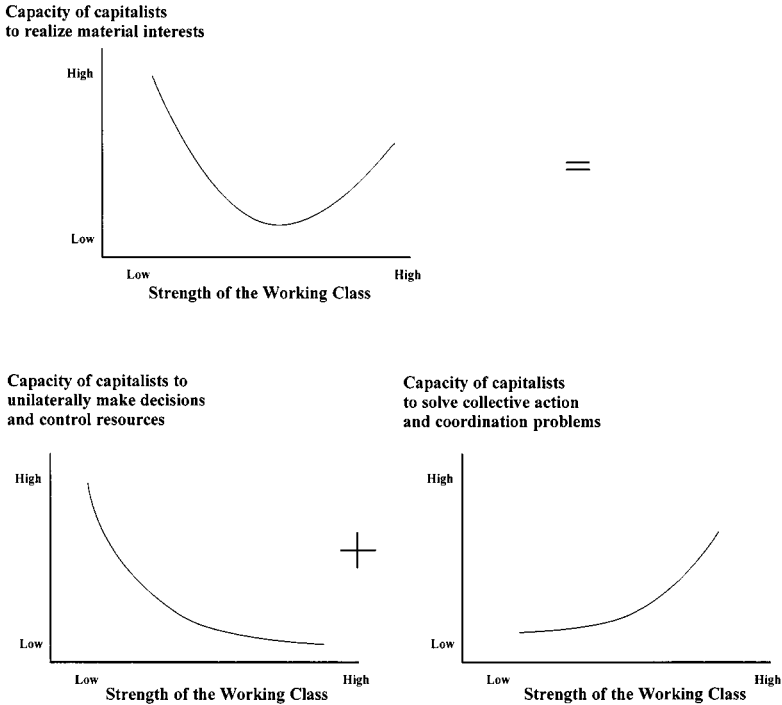 Capacity of capitalists
to realize material interests
High
=
Low
Low
High
Strength of the Working Class
Capacity of capitalists to
unilaterally make decisions
and control resources
High
Low
Low
High
Strength of the Working Class
+
Capacity of capitalists
to solve collective action
and coordination problems
High
Low
Low
High
Strength of the Working Class